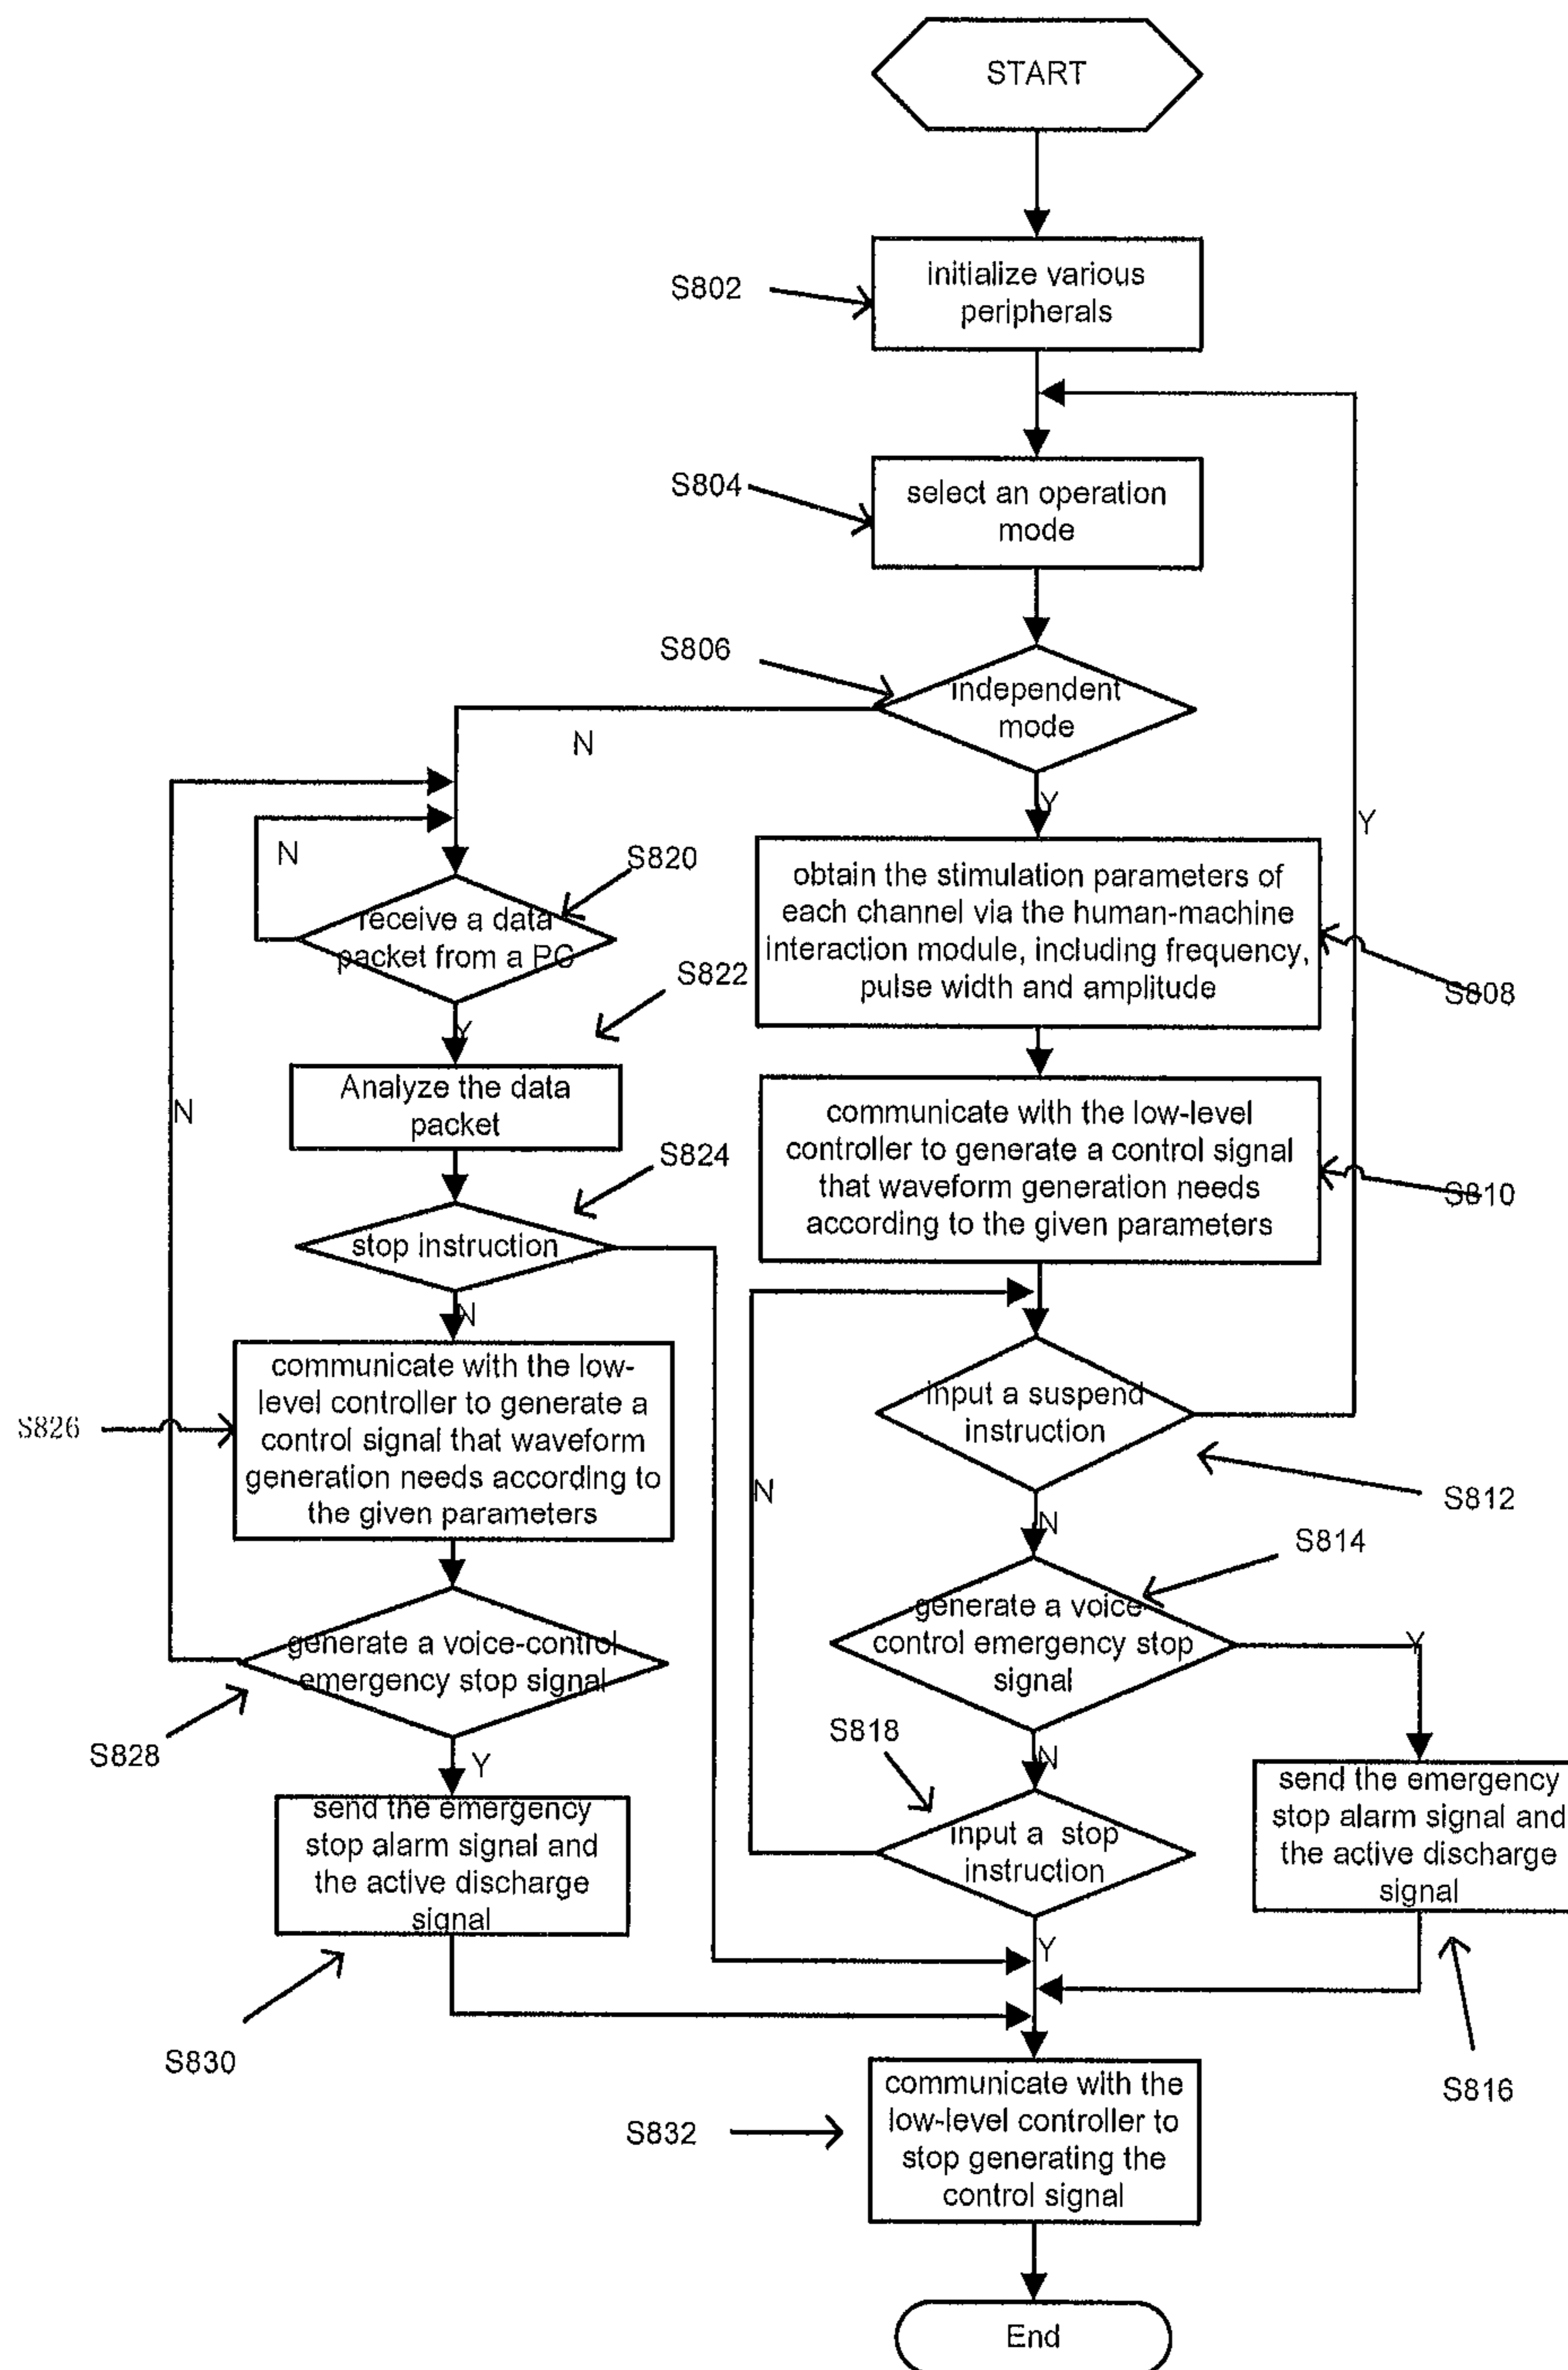 START
S802
initialize various
peripherals
S804
select an operation
mode
S806
independent
mode
N
Y
Y
N
S820
receive a data
packet from a PC
obtain the stimulation parameters of
each channel via the human-machine
interaction module, including frequency,
pulse width and amplitude
S808
S822
Y
Analyze the data
packet
N
communicate with the low-level
controller to generate a control signal
that waveform generation needs
according to the given parameters
S810
S824
stop instruction
N
communicate with the low-
level controller to generate a
control signal that waveform
generation needs according to
the given parameters
S826
input a suspend
instruction
S812
N
N
S814
generate a voice-control
emergency stop signal
S828
generate a voice
control emergency stop
signal
Y
Y
S818
N
send the emergency
stop alarm signal and
the active discharge
signal
input a stop
instruction
send the emergency
stop alarm signal and
the active discharge
signal
Y
S830
S816
S832
communicate with the
low-level controller to
stop generating the
control signal
End